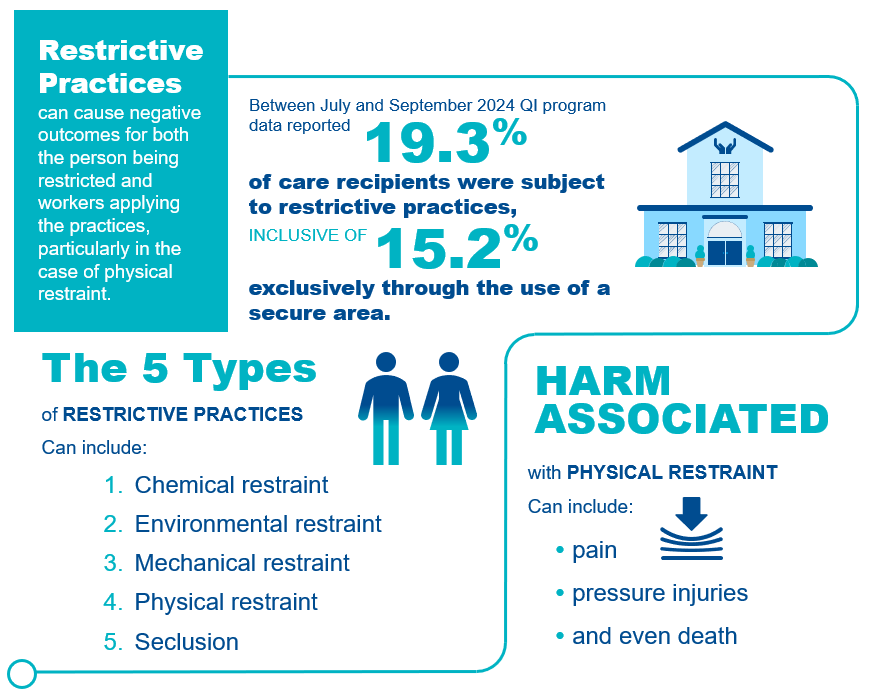 Restrictive
Practices
can cause negative
outcomes for both
the person being
restricted and
workers applying
the practices,
particularly in the
case of physical
restraint.
Between July and September 2024 QI program
data reported 19.3%
of care recipients were subject
to restrictive practices,
INCLUSIVE OF 15.2%
exclusively through the use of a
secure area.
The 5 Types
of RESTRICTIVE PRACTICES
Can include:
1. Chemical restraint
2. Environmental restraint
3. Mechanical restraint
4. Physical restraint
5. Seclusion
HARM
ASSOCIATED
with PHYSICAL RESTRAINT
Can include:
• pain
• pressure injuries
• and even death